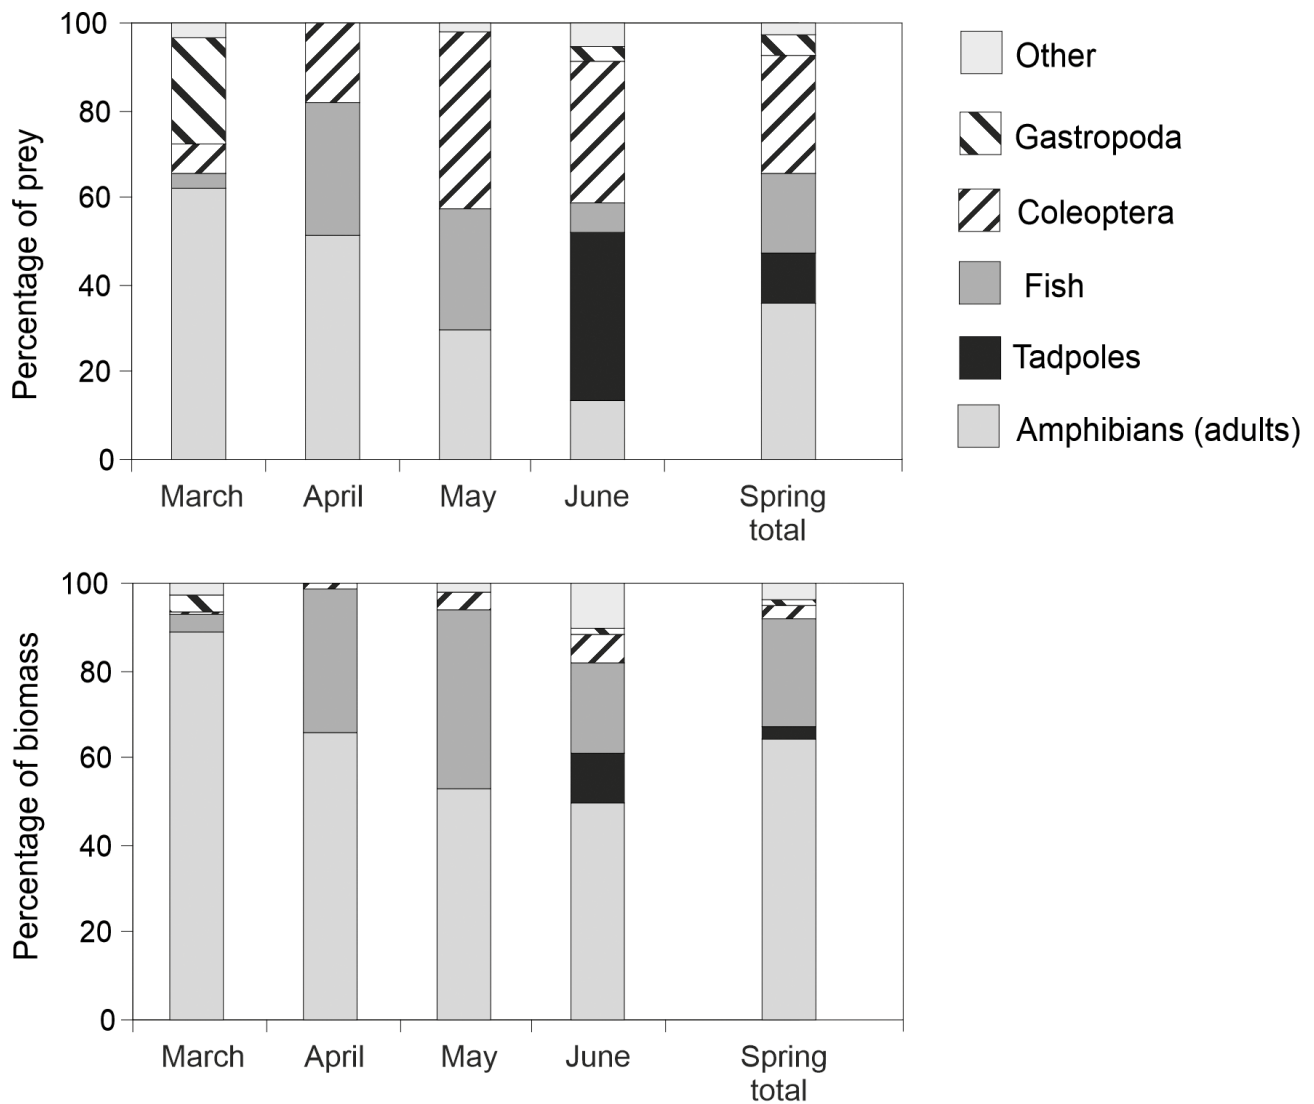 Percentage of prey
100
80
60
40
20
0
March
April
May
June
Spring
total
Other
Gastropoda
Coleoptera
Fish
Tadpoles
Amphibians (adults)
Percentage of biomass
100
80
60
40
20
0
March
April
May
June
Spring
total